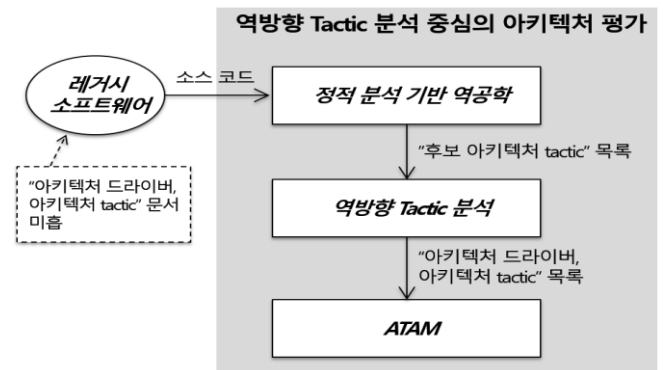 역방향 Tactic 분석 중심의 아키텍처 평가
레거시
소프트웨어
소스 코드
정적 분석 기반 역공학
"아키텍처 드라이버,
아키텍처 tactic" 문서
미흡
"후보 아키텍처 tactic" 목록
역방향 Tactic 분석
"아키텍처 드라이버,
아키텍처 tactic" 목록
ATAM